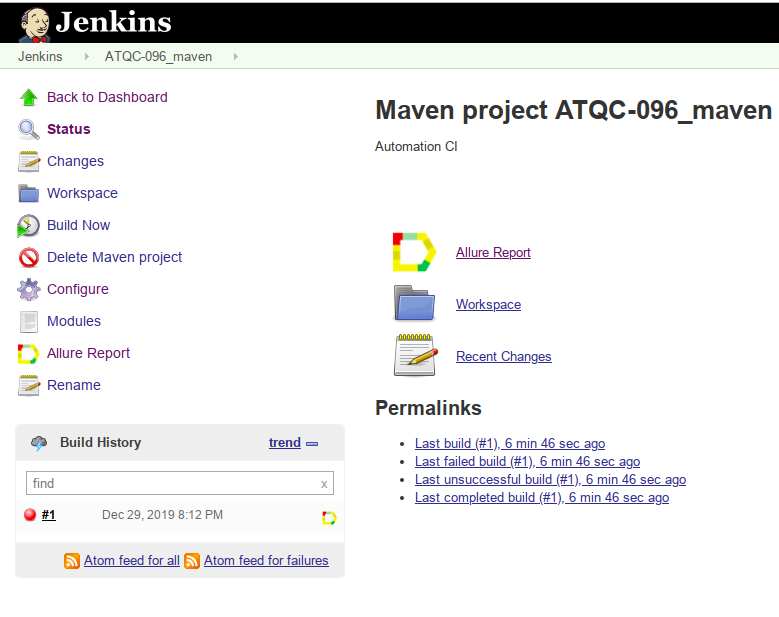 Jenkins
Jenkins ATQC-096_maven
Back to Dashboard
Status
Changes
Workspace
Build Now
Delete Maven project
Configure
Modules
Allure Report
Rename
Build History trend
find x
#1 Dec 29, 2019 8:12 PM
Atom feed for all Atom feed for failures
Maven project ATQC-096_maven
Automation CI
Allure Report
Workspace
Recent Changes
Permalinks
Last build (#1), 6 min 46 sec ago
Last failed build (#1), 6 min 46 sec ago
Last unsuccessful build (#1), 6 min 46 sec ago
Last completed build (#1), 6 min 46 sec ago